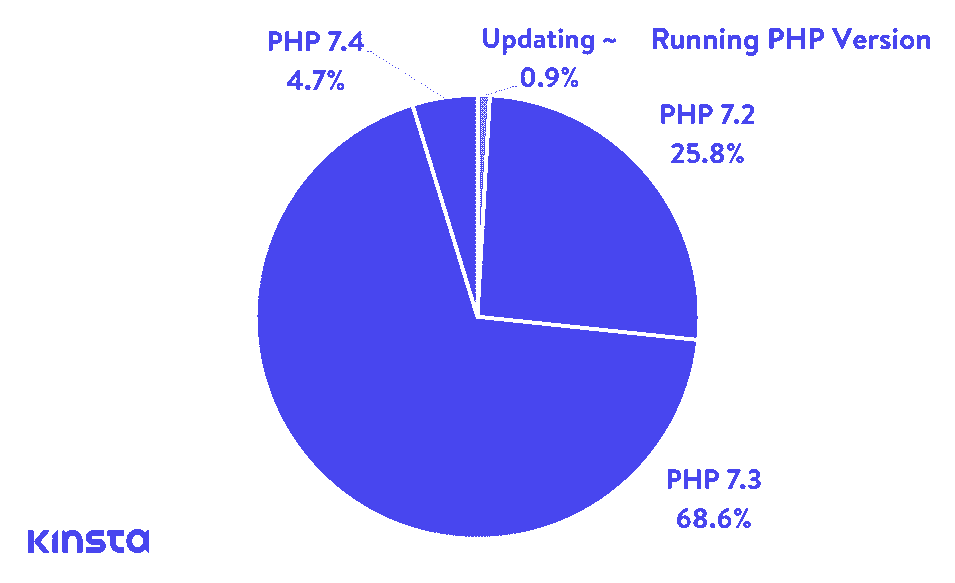 Running PHP Version
PHP 7.4
4.7%
Updating ~
0.9%
PHP 7.2
25.8%
PHP 7.3
68.6%
KINSTA